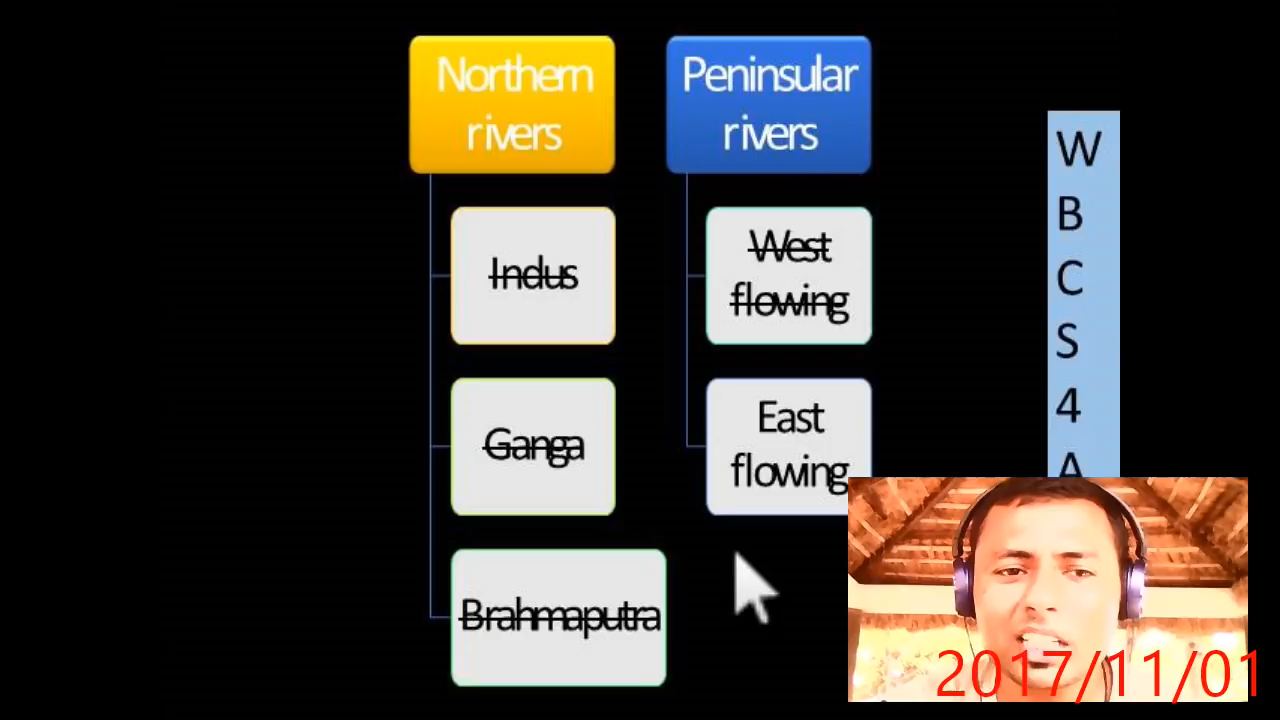 Northern
rivers
Peninsular
rivers
Indus
West
flowing
Ganga
East
flowing
Brahmaputra
W
B
C
S
4
A
2017/11/01